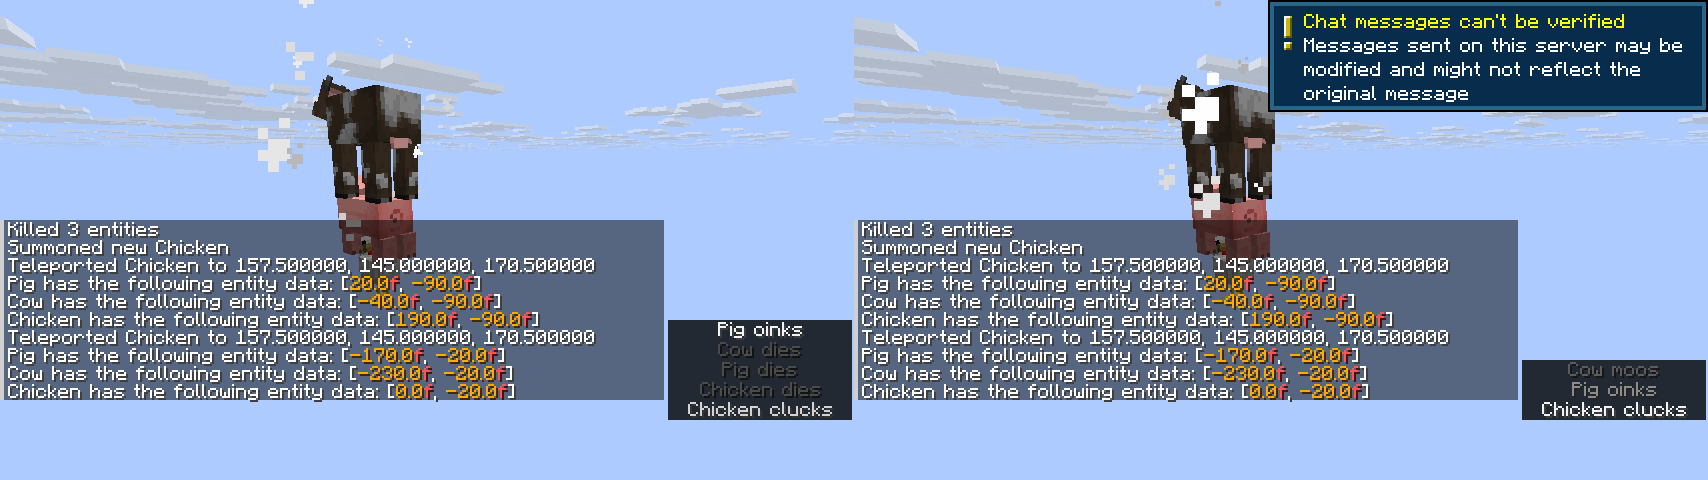 Killed 3 entities
Summoned new Chicken
Teleported Chicken to 157.500000, 145.000000, 170.500000
Pig has the following entity data: [20.0f, -90.0f]
Cow has the following entity data: [-40.0f, -90.0f]
Chicken has the following entity data: [190.0f, -90.0f]
Teleported Chicken to 157.500000, 145.000000, 170.500000
Pig has the following entity data: [-170.0f, -20.0f]
Cow has the following entity data: [-230.0f, -20.0f]
Chicken has the following entity data: [0.0f, -20.0f]
Pig oinks
Cow dies
Pig dies
Chicken dies
Chicken clucks
Chat messages can't be verified
Messages sent on this server may be
modified and might not reflect the
original message
Killed 3 entities
Summoned new Chicken
Teleported Chicken to 157.500000, 145.000000, 170.500000
Pig has the following entity data: [20.0f, -90.0f]
Cow has the following entity data: [-40.0f, -90.0f]
Chicken has the following entity data: [190.0f, -90.0f]
Teleported Chicken to 157.500000, 145.000000, 170.500000
Pig has the following entity data: [-170.0f, -20.0f]
Cow has the following entity data: [-230.0f, -20.0f]
Chicken has the following entity data: [0.0f, -20.0f]
Cow moos
Pig oinks
Chicken clucks